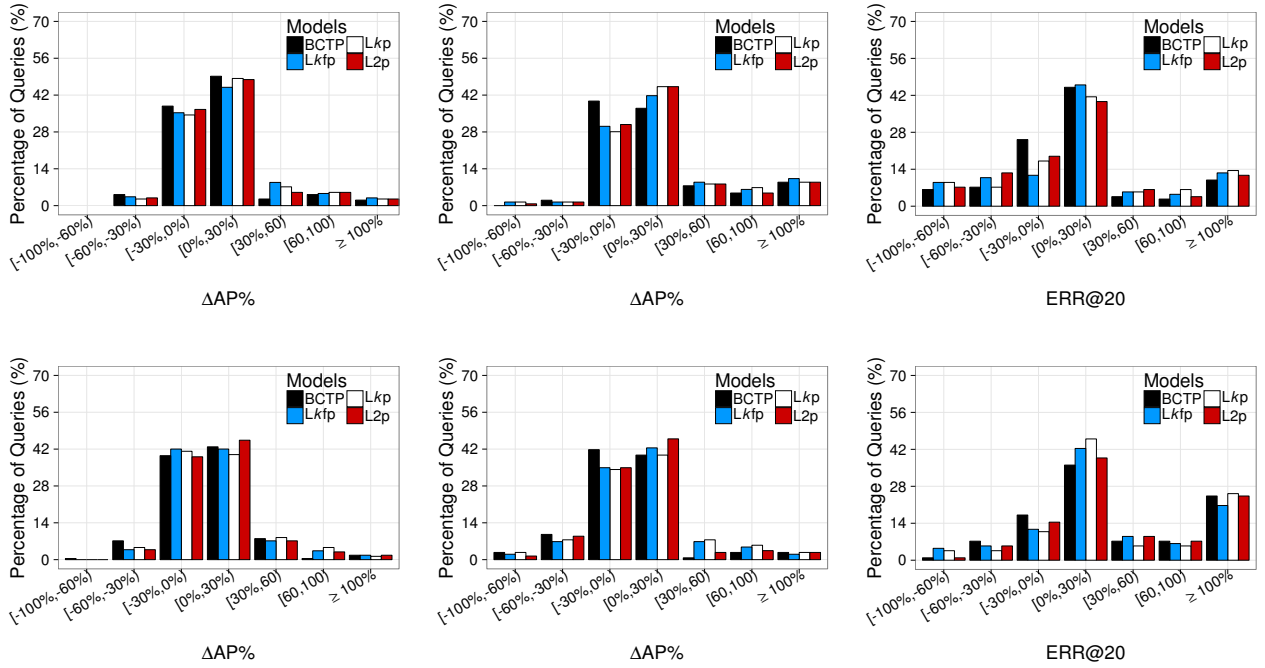 Percentage of Queries (%)
70
56
42
28
14
0
Models
BCTP
Lkp
Lkfp
L2p
[-100%,-60%)
[-60%,-30%)
[-30%,0%)
[0%,30%)
[30%,60)
[60,100)
≥ 100%
ΔAP%
Percentage of Queries (%)
70
56
42
28
14
0
Models
BCTP
Lkp
Lkfp
L2p
[-100%,-60%)
[-60%,-30%)
[-30%,0%)
[0%,30%)
[30%,60)
[60,100)
≥ 100%
ΔAP%
Percentage of Queries (%)
70
56
42
28
14
0
Models
BCTP
Lkp
Lkfp
L2p
[-100%,-60%)
[-60%,-30%)
[-30%,0%)
[0%,30%)
[30%,60)
[60,100)
≥ 100%
ERR@20
Percentage of Queries (%)
70
56
42
28
14
0
Models
BCTP
Lkp
Lkfp
L2p
[-100%,-60%)
[-60%,-30%)
[-30%,0%)
[0%,30%)
[30%,60)
[60,100)
≥ 100%
ΔAP%
Percentage of Queries (%)
70
56
42
28
14
0
Models
BCTP
Lkp
Lkfp
L2p
[-100%,-60%)
[-60%,-30%)
[-30%,0%)
[0%,30%)
[30%,60)
[60,100)
≥ 100%
ΔAP%
Percentage of Queries (%)
70
56
42
28
14
0
Models
BCTP
Lkp
Lkfp
L2p
[-100%,-60%)
[-60%,-30%)
[-30%,0%)
[0%,30%)
[30%,60)
[60,100)
≥ 100%
ERR@20